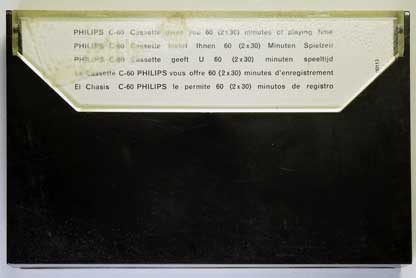 PHILIPS C-60 Cassette gives you 60 (2x30) minutes of playing time
PHILIPS C-60 Cassette bietet Ihnen 60 (2x30) Minuten Spielzeit
PHILIPS C-60 Cassette geeft U 60 (2x30) minuten speeltijd
La Cassette C-60 PHILIPS vous offre 60 (2x30) minutes d'enregistrement
El Chasis C-60 PHILIPS le permite 60 (2x30) minutos de registro